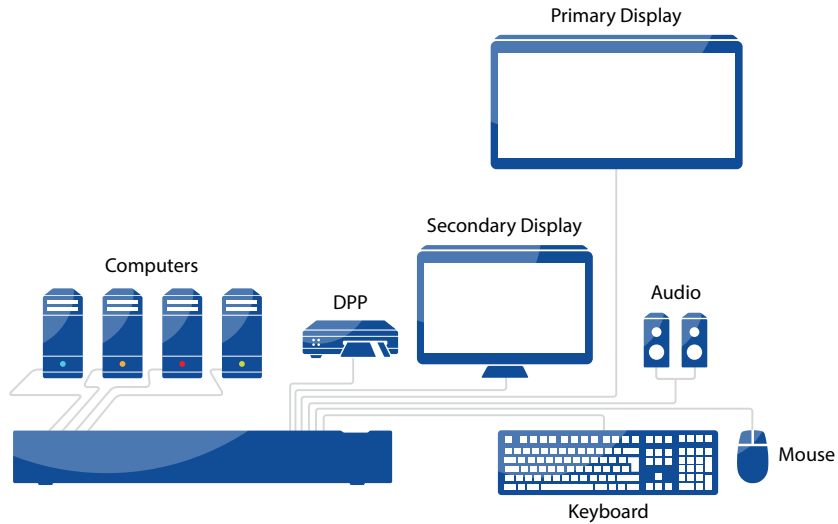 Primary Display
Secondary Display
Computers
DPP
Audio
Mouse
Keyboard